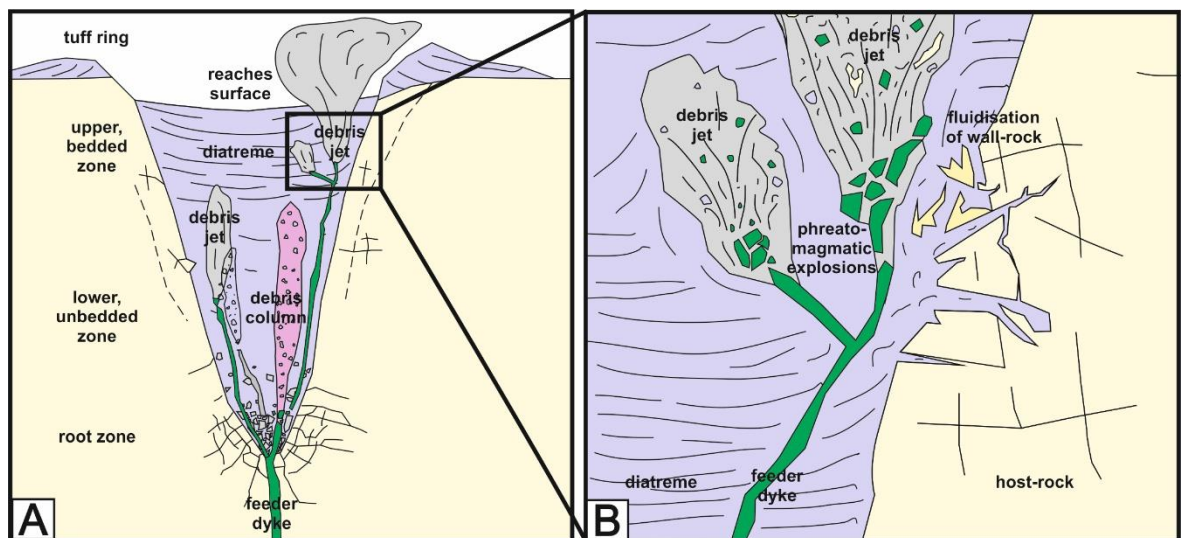 tuff ring
reaches
surface
upper,
bedded
zone
diatreme
debris
jet
debris
jet
lower,
unbedded
zone
debris
column
root zone
feeder
dyke
A
debris
jet
debris
jet
fluidisation
of wall-rock
phreato-
magmatic
explosions
diatreme
feeder
dyke
host-rock
B